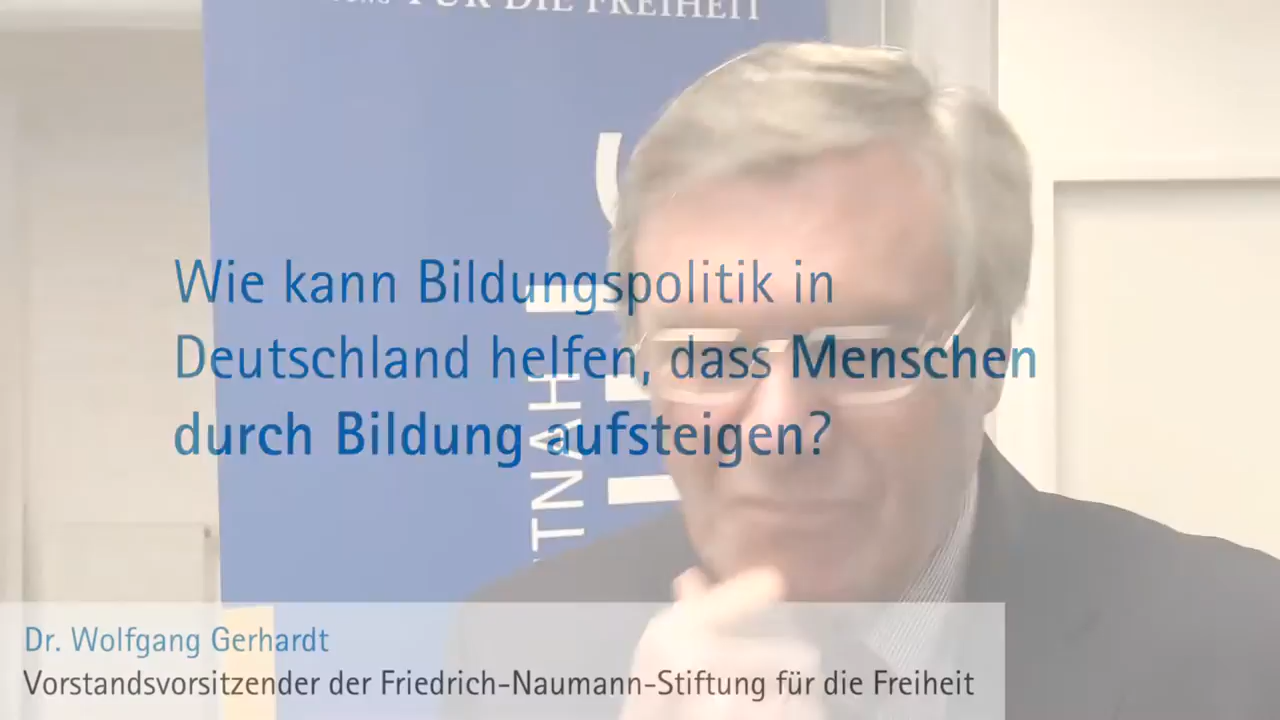 FÜR DIE FREIHEIT
Wie kann Bildungspolitik in
Deutschland helfen, dass Menschen
durch Bildung aufsteigen?
Dr. Wolfgang Gerhardt
Vorstandsvorsitzender der Friedrich-Naumann-Stiftung für die Freiheit